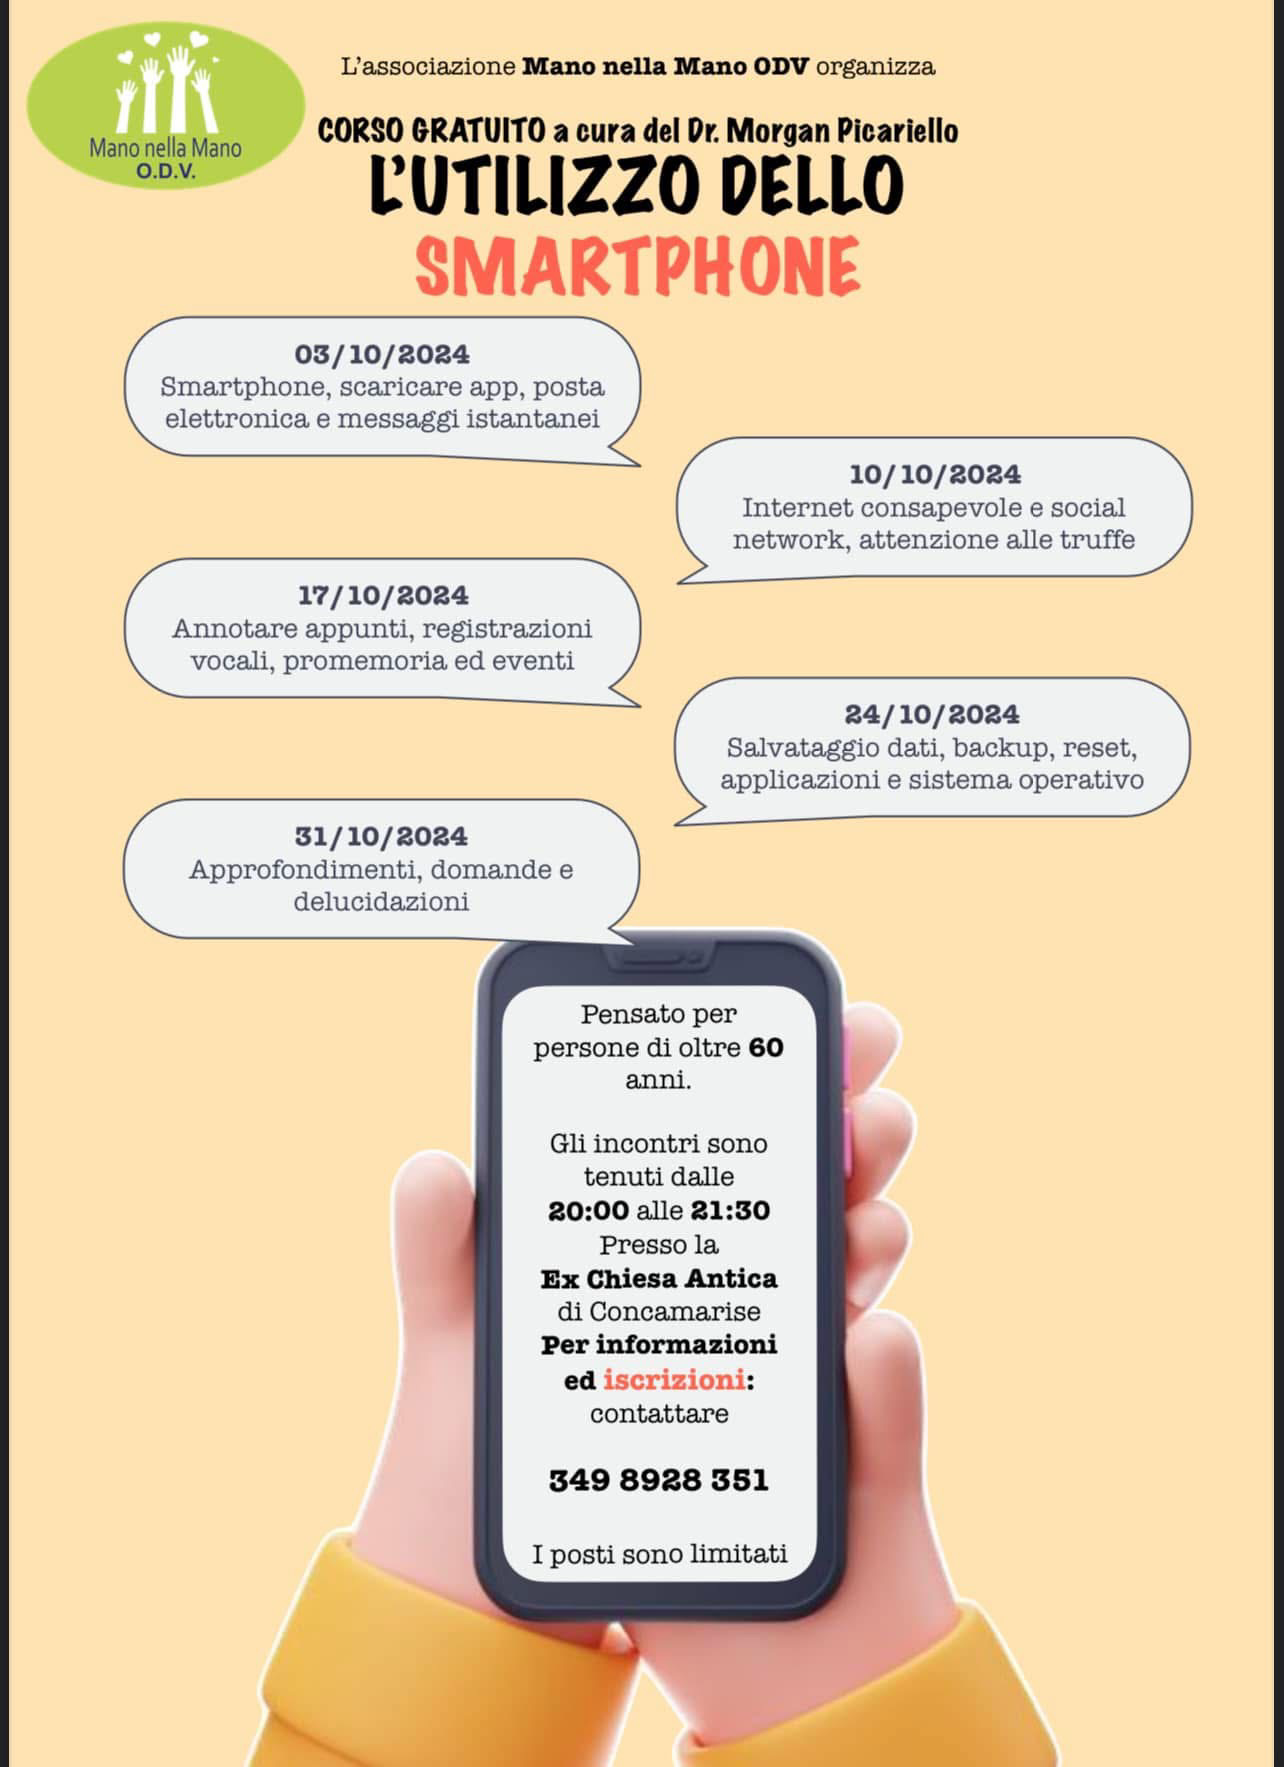 Mano nella Mano
O.D.V.
L'associazione Mano nella Mano ODV organizza
CORSO GRATUITO a cura del Dr. Morgan Picariello
L'UTILIZZO DELLO
SMARTPHONE
03/10/2024
Smartphone, scaricare app, posta
elettronica e messaggi istantanei
10/10/2024
Internet consapevole e social
network, attenzione alle truffe
17/10/2024
Annotare appunti, registrazioni
vocali, promemoria ed eventi
24/10/2024
Salvataggio dati, backup, reset,
applicazioni e sistema operativo
31/10/2024
Approfondimenti, domande e
delucidazioni
Pensato per
persone di oltre 60
anni.
Gli incontri sono
tenuti dalle
20:00 alle 21:30
Presso la
Ex Chiesa Antica
di Concamarise
Per informazioni
ed iscrizioni:
contattare
349 8928 351
I posti sono limitati